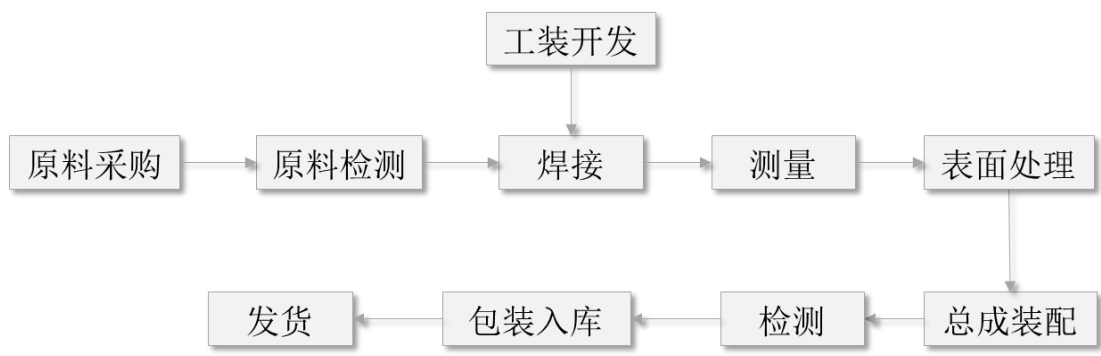 工装开发
原料采购
原料检测
焊接
测量
表面处理
总成装配
检测
包装入库
发货